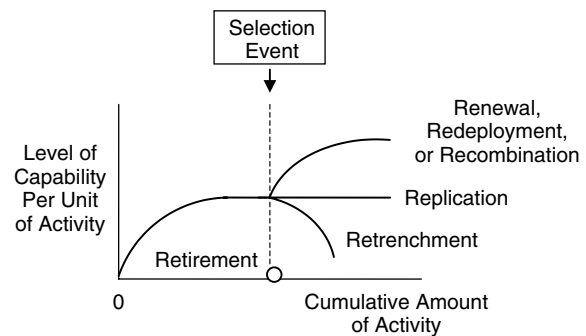 Selection
Event
Renewal,
Redeployment,
or Recombination
Level of
Capability
Per Unit
of Activity
Replication
Retrenchment
Retirement
0
Cumulative Amount
of Activity